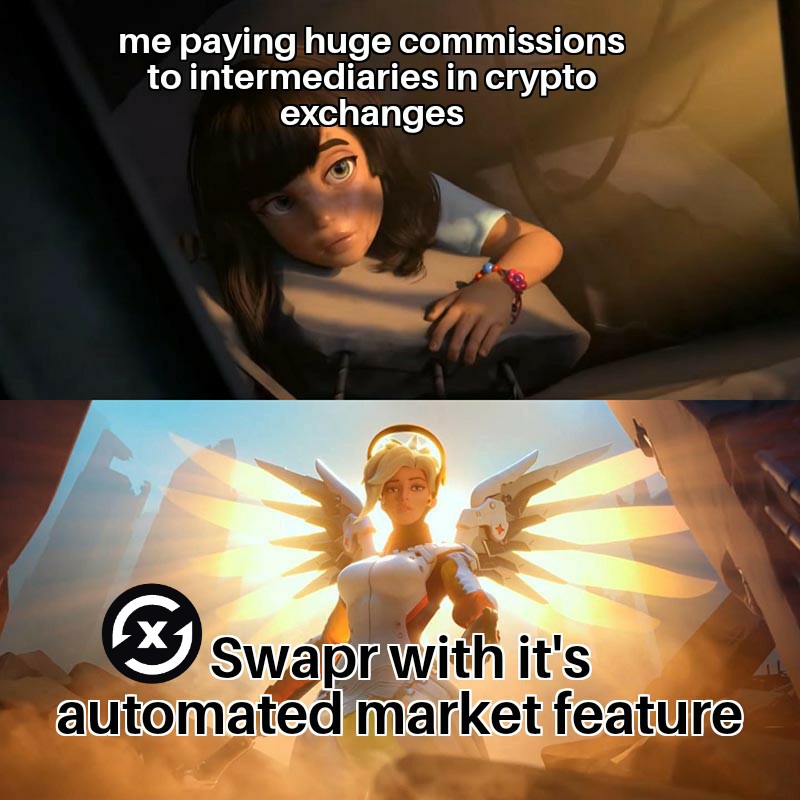 me paying huge commissions
to intermediaries in crypto
exchanges
X
Swapr with it's
automated market feature